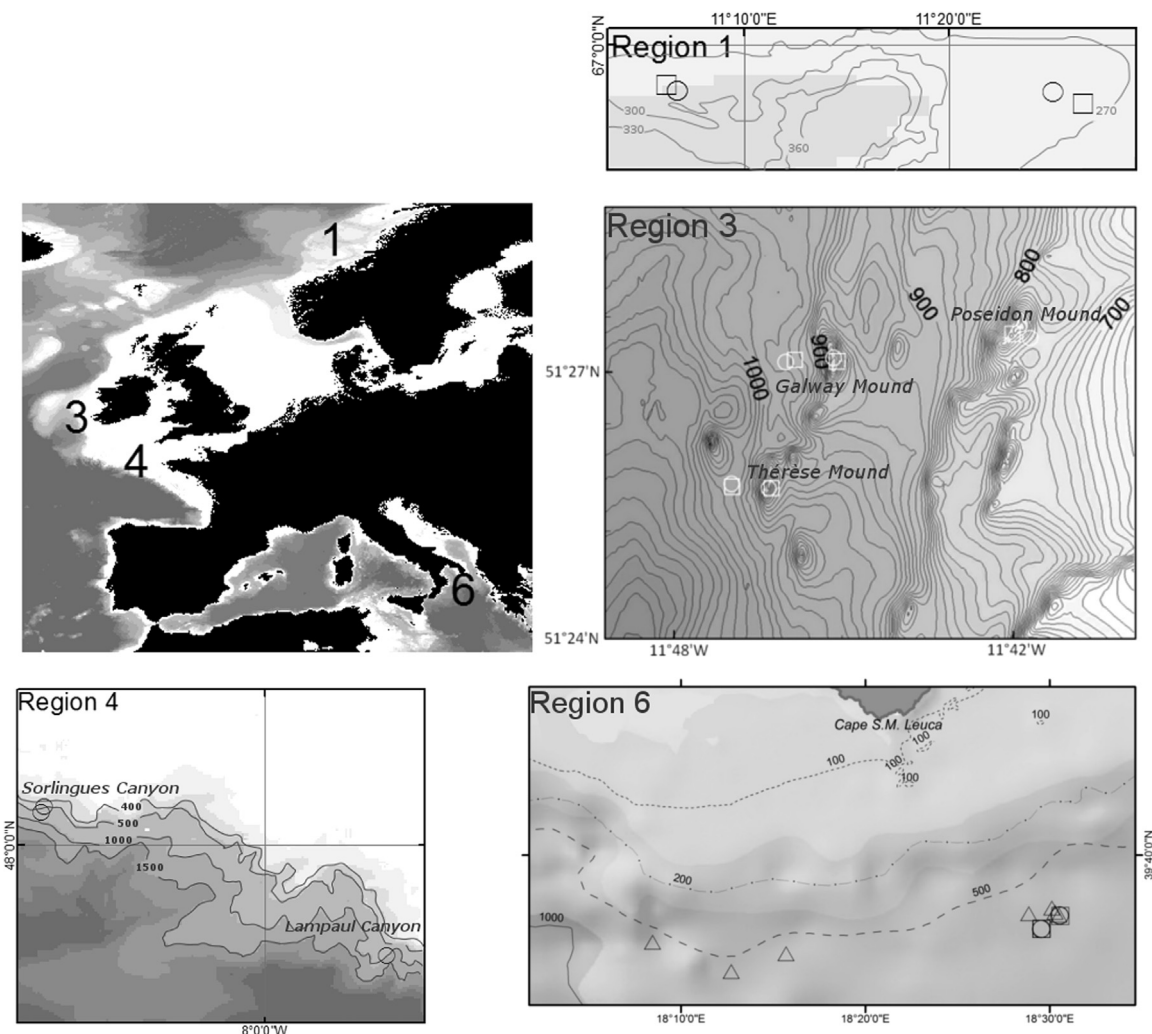 11°10'0"E
11°20'0"E
67°0'0"N
Region 1
300
330
360
270
1
3
4
6
Region 3
800
900
Poseidon Mound
700
900
1000
51°27'N
Galway Mound
Thérèse Mound
51°24'N
11°48'W
11°42'W
Region 4
Sorlingues Canyon
400
500
1000
48°0'0"N
1500
Lampaul Canyon
8°0'0"W
Region 6
Cape S.M. Leuca
100
100
100
100
100
39°40'0"N
200
500
1000
18°10'0"E
18°20'0"E
18°30'0"E